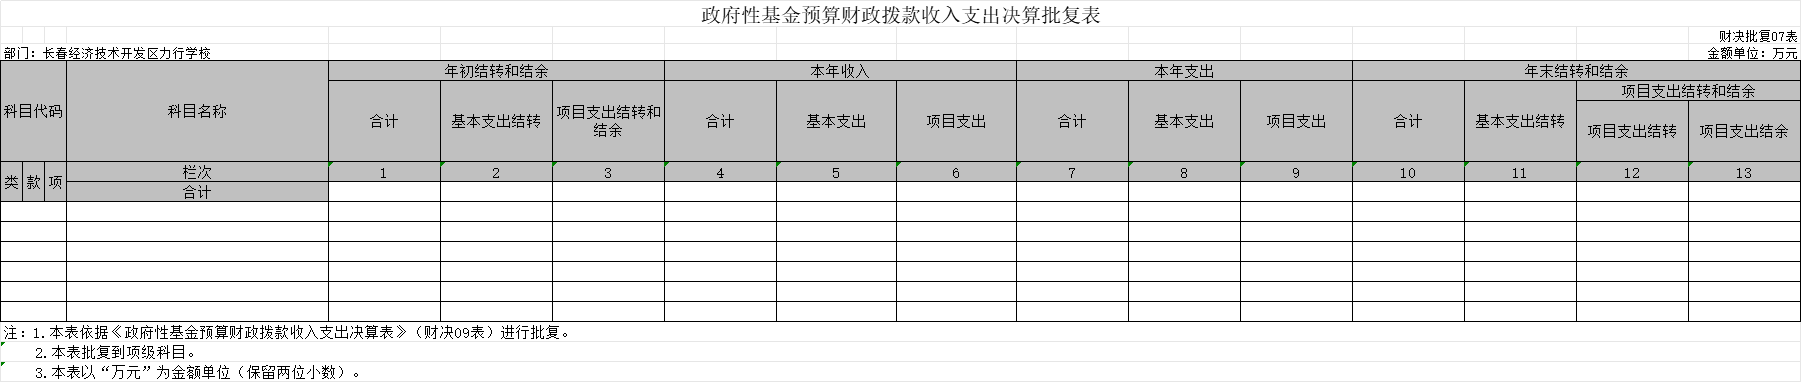 政府性基金预算财政拨款收入支出决算批复表
财决批复07表
部门：长春经济技术开发区力行学校
金额单位：万元
科目代码
科目名称
年初结转和结余
本年收入
本年支出
年末结转和结余
合计
基本支出结转
项目支出结转和
结余
合计
基本支出
项目支出
合计
基本支出
项目支出
合计
基本支出结转
项目支出结转和结余
项目支出结转
项目支出结余
类 款 项
栏次 1 2 3 4 5 6 7 8 9 10 11 12 13
合计
注：1.本表依据《政府性基金预算财政拨款收入支出决算表》（财决09表）进行批复。
2.本表批复到项级科目。
3.本表以“万元”为金额单位（保留两位小数）。